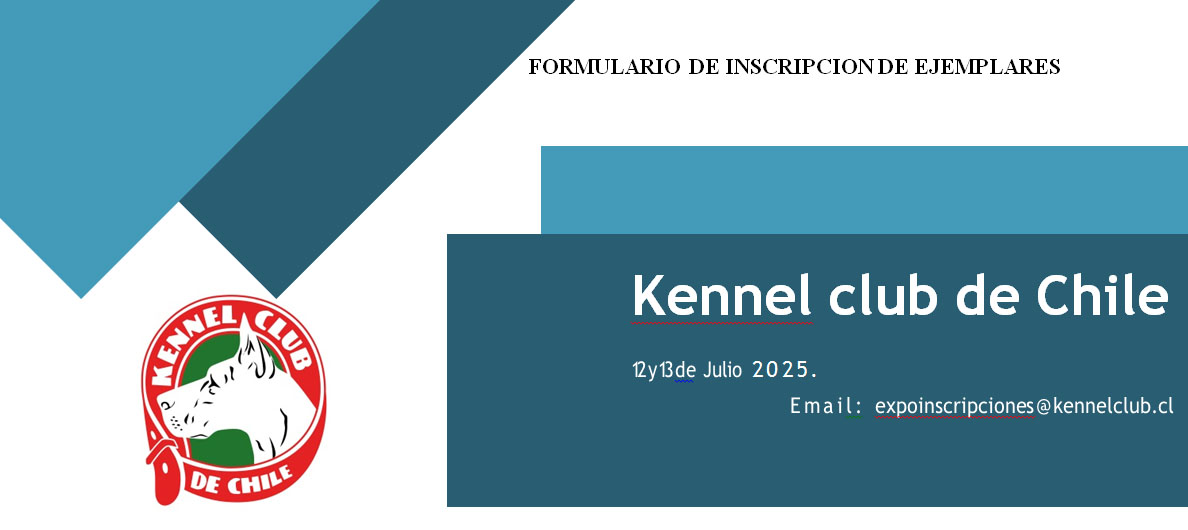 FORMULARIO DE INSCRIPCION DE EJEMPLARES
Kennel club de Chile
12y13de Julio 2025.
Email: expoinscripciones@kennelclub.cl
KENNEL CLUB
DE CHILE